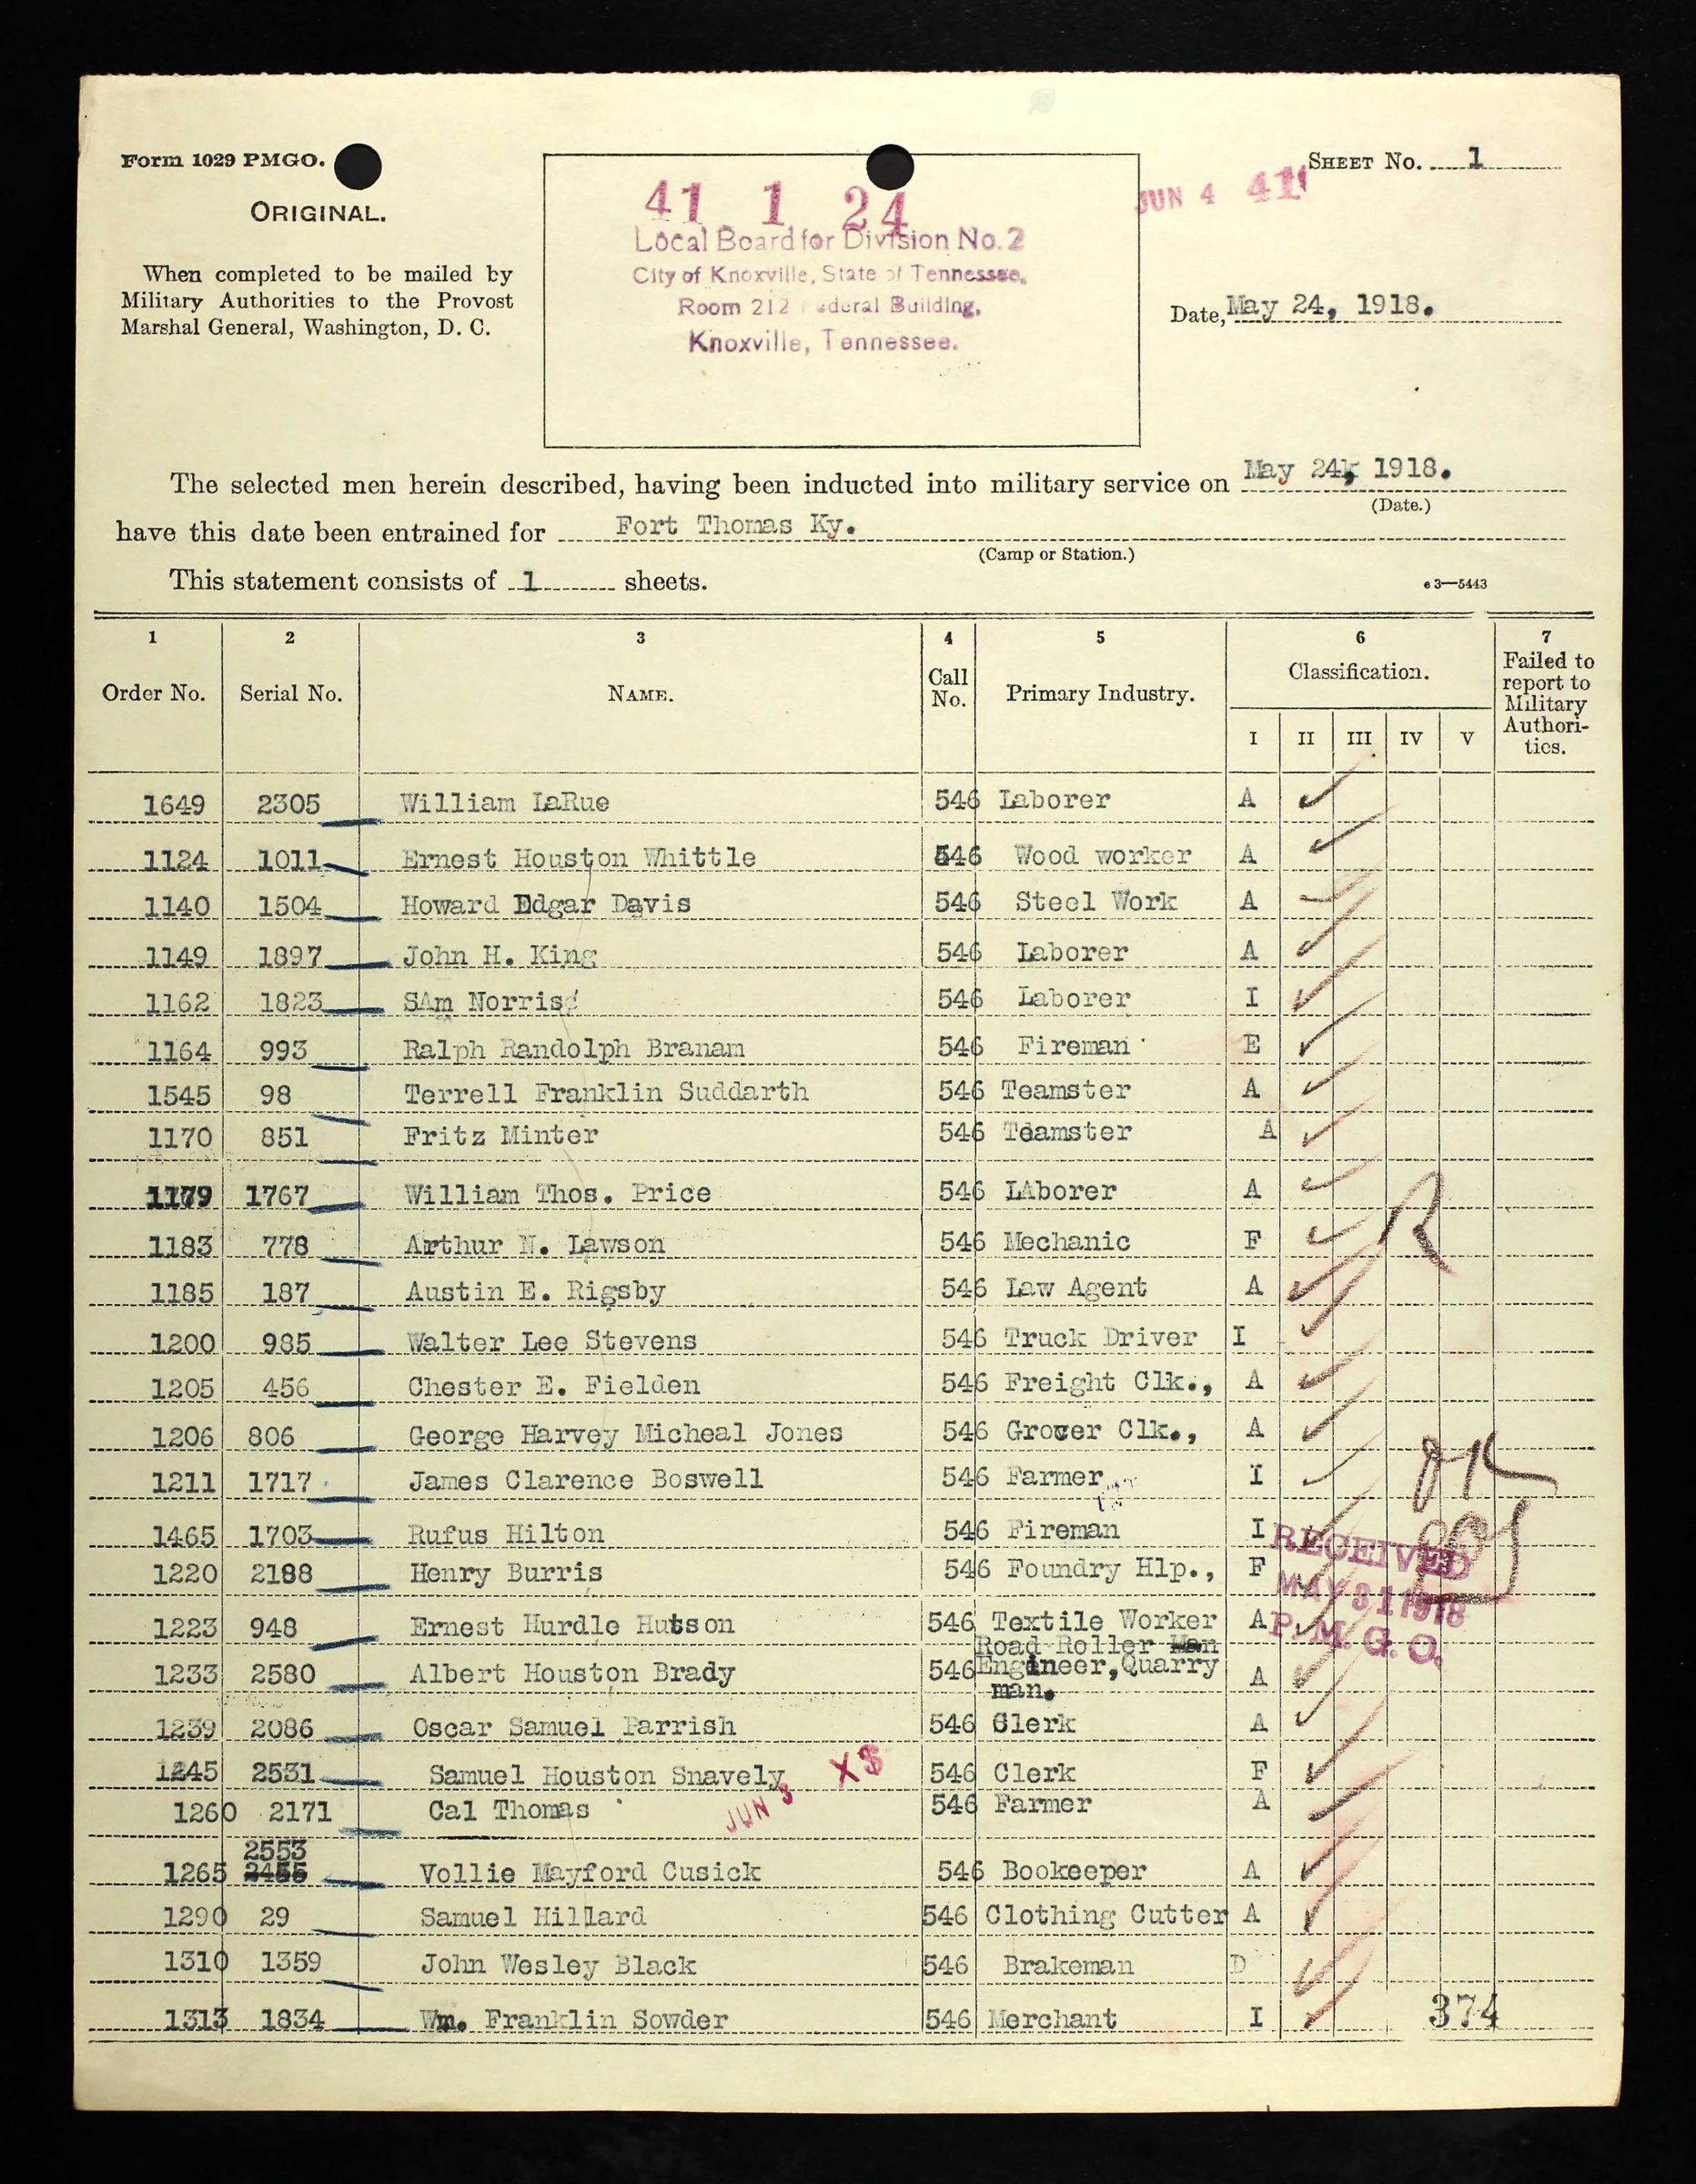 Form 1029 PMGO.
ORIGINAL.
When completed to be mailed by
Military Authorities to the Provost
Marshal General, Washington, D. C.
41 1 24
Local Board for Division No. 2
City of Knoxville, State of Tennessee.
Room 212 Federal Building,
Knoxville, Tennessee.
SHEET No. 1
JUN 4 41
Date, May 24, 1918.
The selected men herein described, having been inducted into military service on May 24, 1918.
(Date.)
have this date been entrained for Fort Thomas Ky.
(Camp or Station.)
This statement consists of 1 sheets.
e 3—5443
1 2 3 4 5 6 7
Order No. Serial No. NAME. Call No. Primary Industry. Classification. Failed to report to Military Authorities.
I II III IV V
1649 2305 William LaRue 546 Laborer A
1124 1011 Ernest Houston Whittle 546 Wood worker A
1140 1504 Howard Edgar Davis 546 Steel Work A
1149 1897 John H. King 546 Laborer A
1162 1823 SAm Norris 546 Laborer I
1164 993 Ralph Randolph Branam 546 Fireman E
1545 98 Terrell Franklin Suddarth 546 Teamster A
1170 851 Fritz Minter 546 Teamster A
1179 1767 William Thos. Price 546 LAborer A
R
1183 778 Arthur N. Lawson 546 Mechanic F
1185 187 Austin E. Rigsby 546 Law Agent A
1200 985 Walter Lee Stevens 546 Truck Driver I
1205 456 Chester E. Fielden 546 Freight Clk., A
1206 806 George Harvey Micheal Jones 546 Grover Clk., A
1211 1717 James Clarence Boswell 546 Farmer I
OK
1465 1703 Rufus Hilton 546 Fireman I
RECEIVED
1220 2188 Henry Burris 546 Foundry Hlp., F
MAY 31 1918
1223 948 Ernest Hurdle Hutson 546 Textile Worker A
P. M. G. O.
Road Roller Man
1233 2580 Albert Houston Brady 546 Engineer, Quarry A
man.
1239 2086 Oscar Samuel Parrish 546 Clerk A
1245 2531 Samuel Houston Snavely X$ 546 Clerk F
1260 2171 Cal Thomas JUN 3 546 Farmer A
2553
1265 2455 Vollie Mayford Cusick 546 Bookeeper A
1290 29 Samuel Hillard 546 Clothing Cutter A
1310 1359 John Wesley Black 546 Brakeman D
1313 1834 Wm. Franklin Sowder 546 Merchant I
374